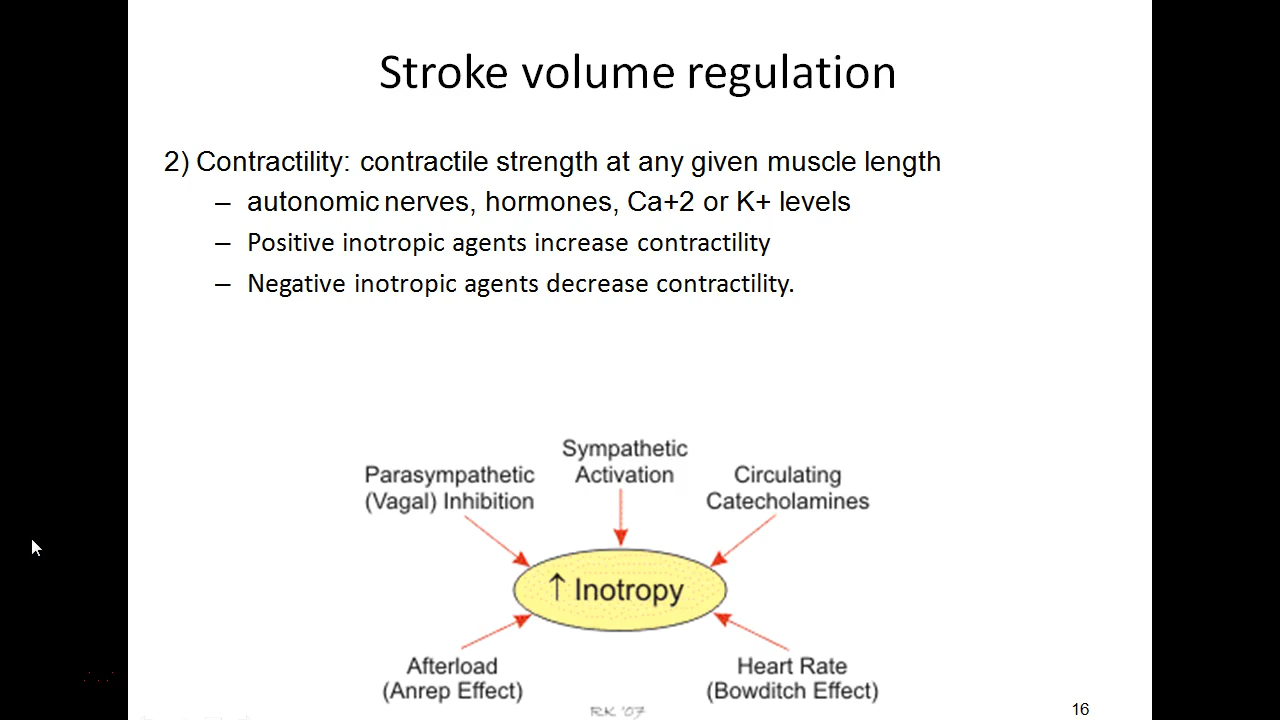 Stroke volume regulation
2) Contractility: contractile strength at any given muscle length
– autonomic nerves, hormones, Ca+2 or K+ levels
– Positive inotropic agents increase contractility
– Negative inotropic agents decrease contractility.
Sympathetic
Activation
Parasympathetic
(Vagal) Inhibition
Circulating
Catecholamines
↑ Inotropy
Afterload
(Anrep Effect)
Heart Rate
(Bowditch Effect)
RK '07
16